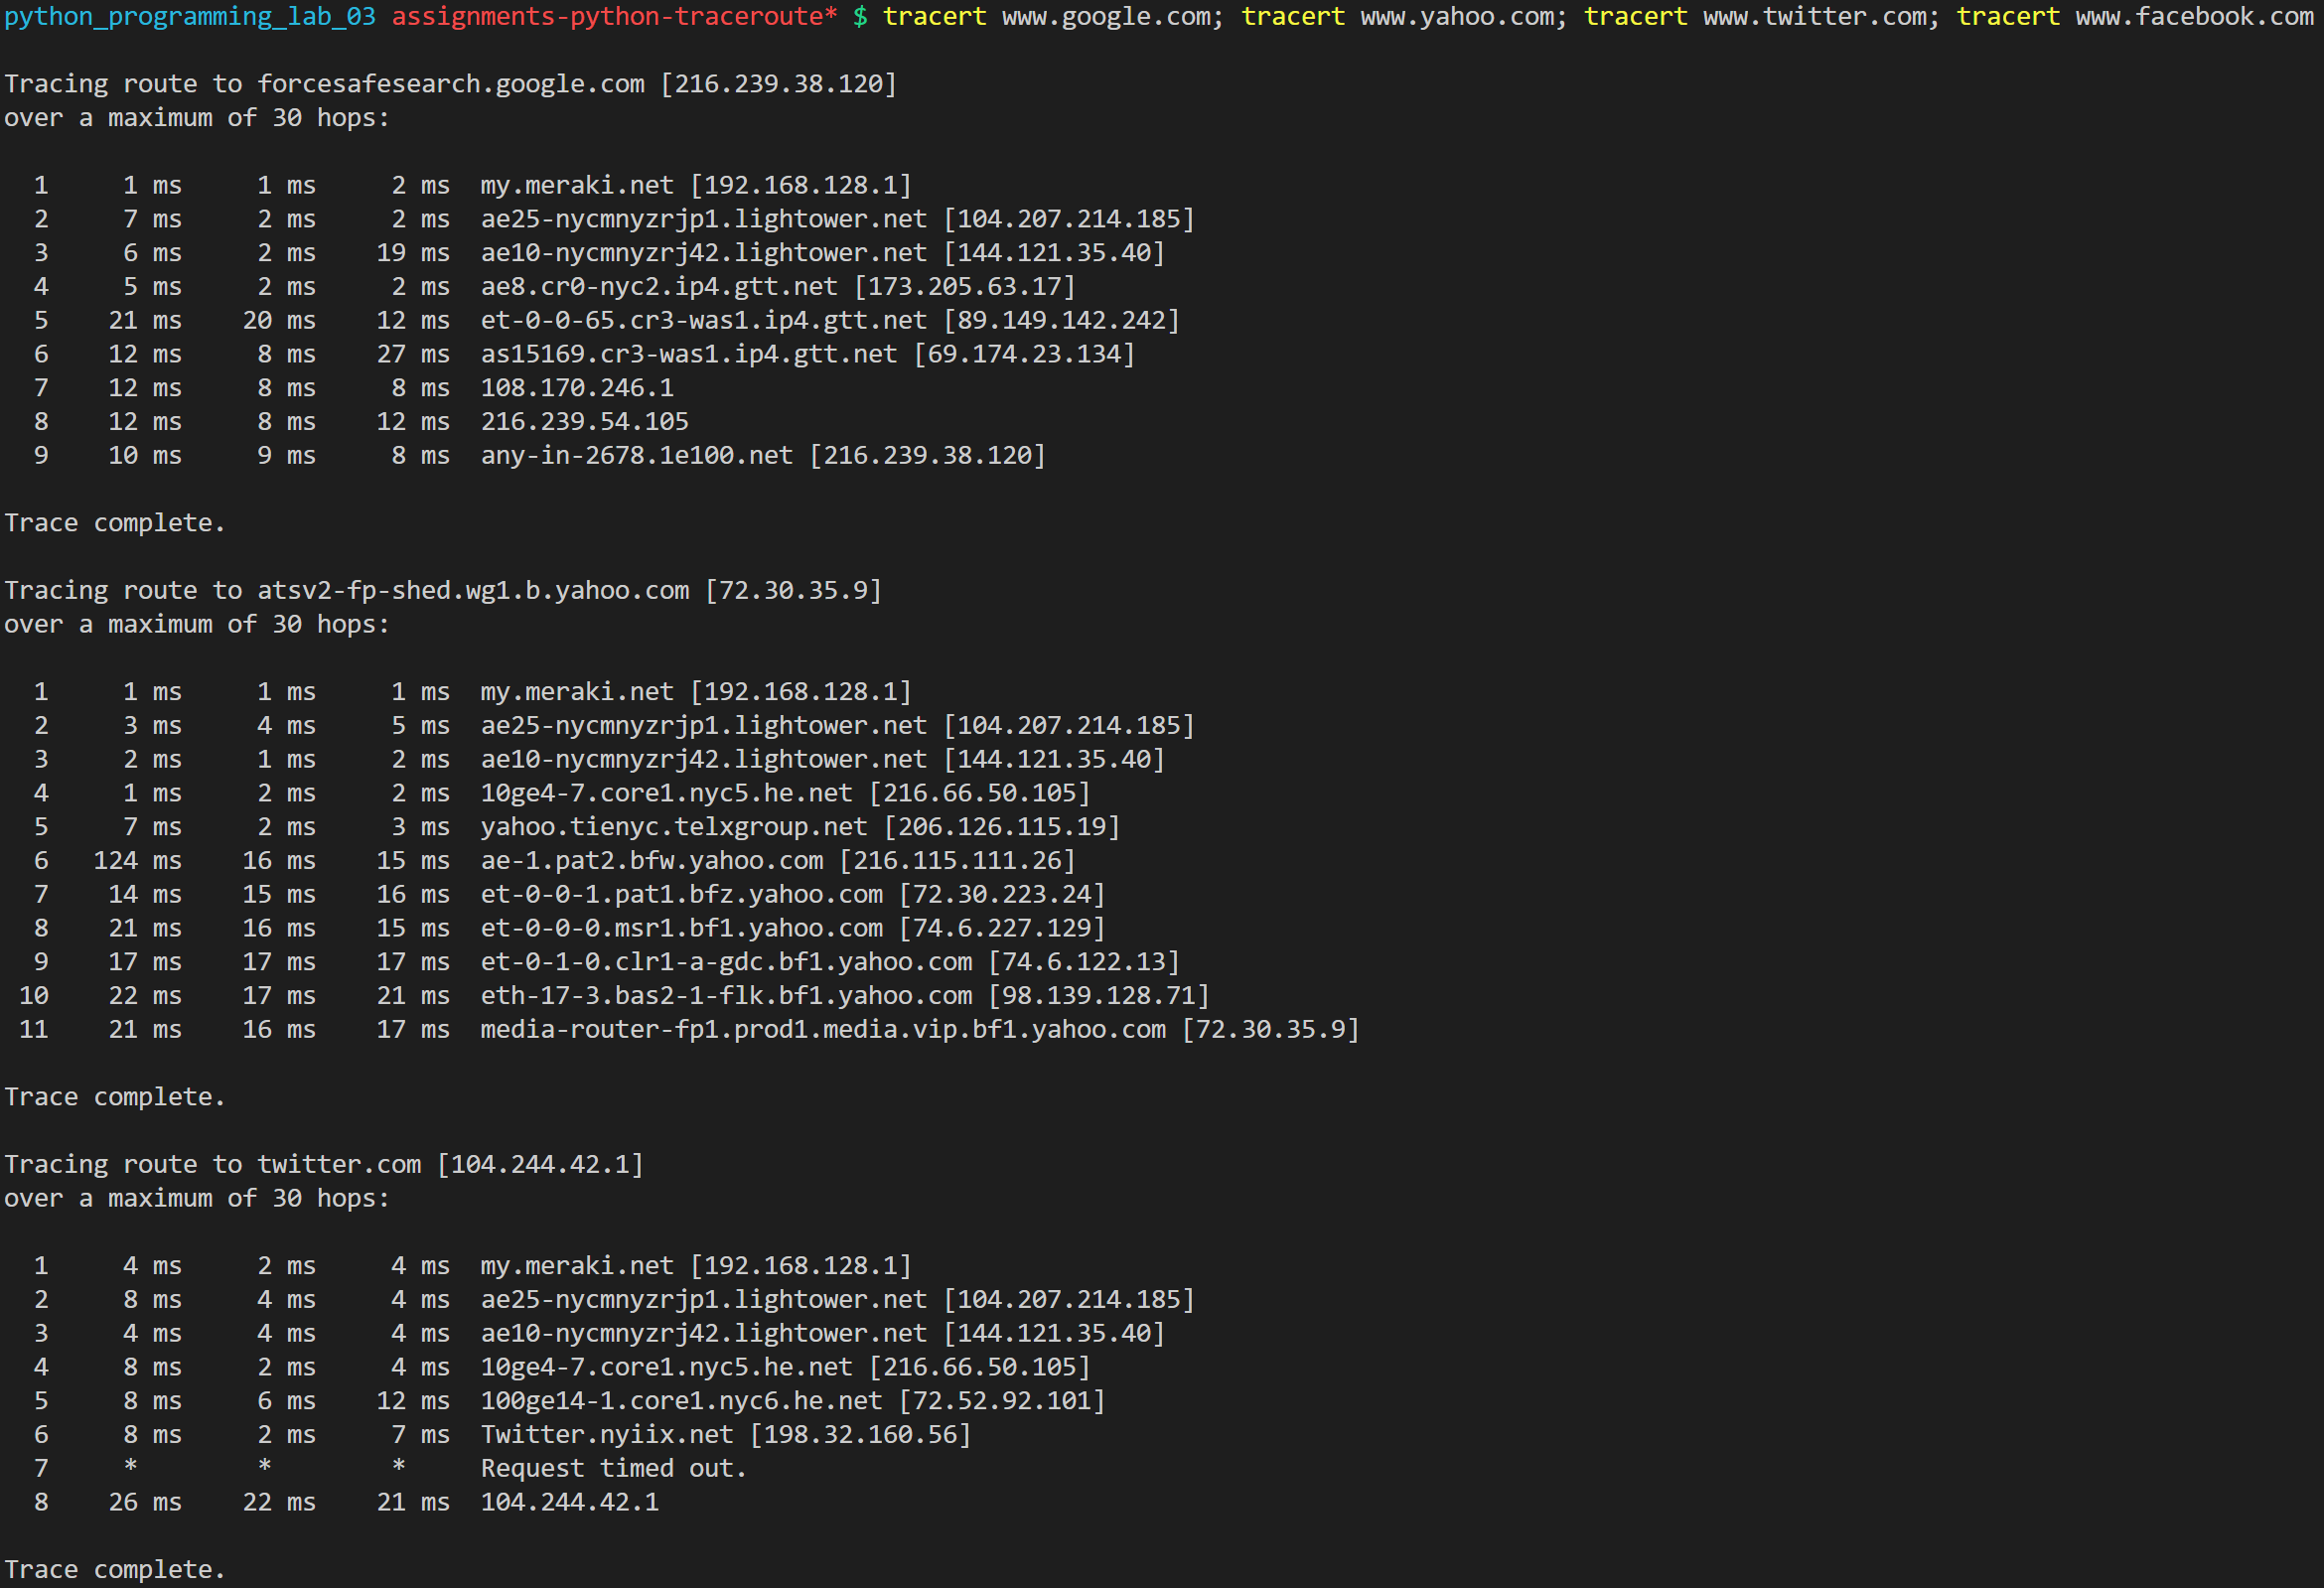 python_programming_lab_03 assignments-python-traceroute* $ tracert www.google.com; tracert www.yahoo.com; tracert www.twitter.com; tracert www.facebook.com
Tracing route to forcesafesearch.google.com [216.239.38.120]
over a maximum of 30 hops:
1 1 ms 1 ms 2 ms my.meraki.net [192.168.128.1]
2 7 ms 2 ms 2 ms ae25-nycmnyzrjp1.lightower.net [104.207.214.185]
3 6 ms 2 ms 19 ms ae10-nycmnyzrj42.lightower.net [144.121.35.40]
4 5 ms 2 ms 2 ms ae8.cr0-nyc2.ip4.gtt.net [173.205.63.17]
5 21 ms 20 ms 12 ms et-0-0-65.cr3-was1.ip4.gtt.net [89.149.142.242]
6 12 ms 8 ms 27 ms as15169.cr3-was1.ip4.gtt.net [69.174.23.134]
7 12 ms 8 ms 8 ms 108.170.246.1
8 12 ms 8 ms 12 ms 216.239.54.105
9 10 ms 9 ms 8 ms any-in-2678.1e100.net [216.239.38.120]
Trace complete.
Tracing route to atsv2-fp-shed.wg1.b.yahoo.com [72.30.35.9]
over a maximum of 30 hops:
1 1 ms 1 ms 1 ms my.meraki.net [192.168.128.1]
2 3 ms 4 ms 5 ms ae25-nycmnyzrjp1.lightower.net [104.207.214.185]
3 2 ms 1 ms 2 ms ae10-nycmnyzrj42.lightower.net [144.121.35.40]
4 1 ms 2 ms 2 ms 10ge4-7.core1.nyc5.he.net [216.66.50.105]
5 7 ms 2 ms 3 ms yahoo.tienyc.telxgroup.net [206.126.115.19]
6 124 ms 16 ms 15 ms ae-1.pat2.bfw.yahoo.com [216.115.111.26]
7 14 ms 15 ms 16 ms et-0-0-1.pat1.bfz.yahoo.com [72.30.223.24]
8 21 ms 16 ms 15 ms et-0-0-0.msr1.bf1.yahoo.com [74.6.227.129]
9 17 ms 17 ms 17 ms et-0-1-0.clr1-a-gdc.bf1.yahoo.com [74.6.122.13]
10 22 ms 17 ms 21 ms eth-17-3.bas2-1-flk.bf1.yahoo.com [98.139.128.71]
11 21 ms 16 ms 17 ms media-router-fp1.prod1.media.vip.bf1.yahoo.com [72.30.35.9]
Trace complete.
Tracing route to twitter.com [104.244.42.1]
over a maximum of 30 hops:
1 4 ms 2 ms 4 ms my.meraki.net [192.168.128.1]
2 8 ms 4 ms 4 ms ae25-nycmnyzrjp1.lightower.net [104.207.214.185]
3 4 ms 4 ms 4 ms ae10-nycmnyzrj42.lightower.net [144.121.35.40]
4 8 ms 2 ms 4 ms 10ge4-7.core1.nyc5.he.net [216.66.50.105]
5 8 ms 6 ms 12 ms 100ge14-1.core1.nyc6.he.net [72.52.92.101]
6 8 ms 2 ms 7 ms Twitter.nyiix.net [198.32.160.56]
7 * * * Request timed out.
8 26 ms 22 ms 21 ms 104.244.42.1
Trace complete.